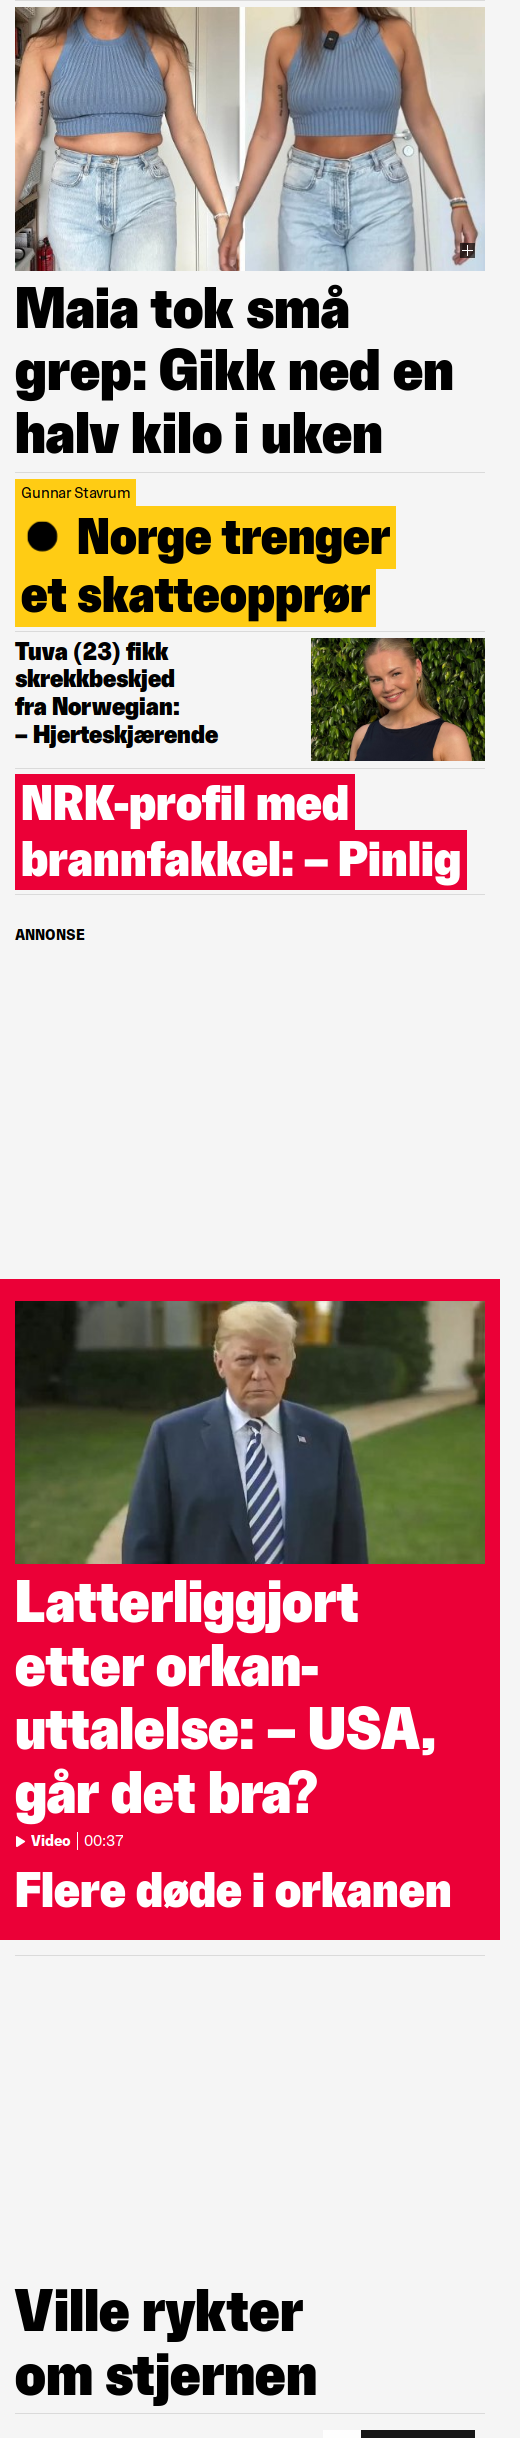 Maia tok små
grep: Gikk ned en
halv kilo i uken
Gunnar Stavrum
Norge trenger
et skatteopprør
Tuva (23) fikk
skrekkbeskjed
fra Norwegian:
– Hjerteskjærende
NRK-profil med
brannfakkel: – Pinlig
ANNONSE
Latterliggjort
etter orkan-
uttalelse: – USA,
går det bra?
Video 00:37
Flere døde i orkanen
Ville rykter
om stjernen